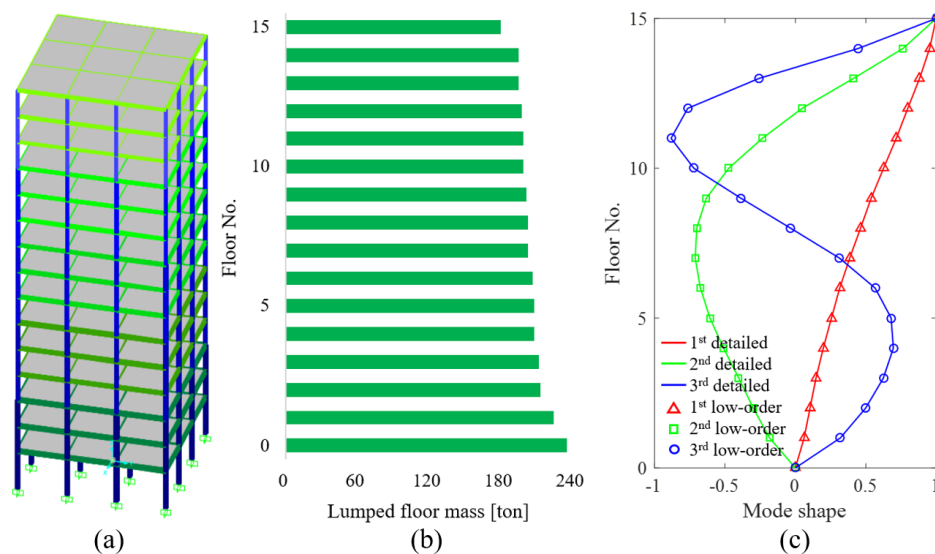 15
10
5
0
Floor No.
0
60
120
180
240
Lumped floor mass [ton]
15
10
5
0
Floor No.
1st detailed
2nd detailed
3rd detailed
1st low-order
2nd low-order
3rd low-order
-1
-0.5
0
0.5
1
Mode shape
(a)
(b)
(c)